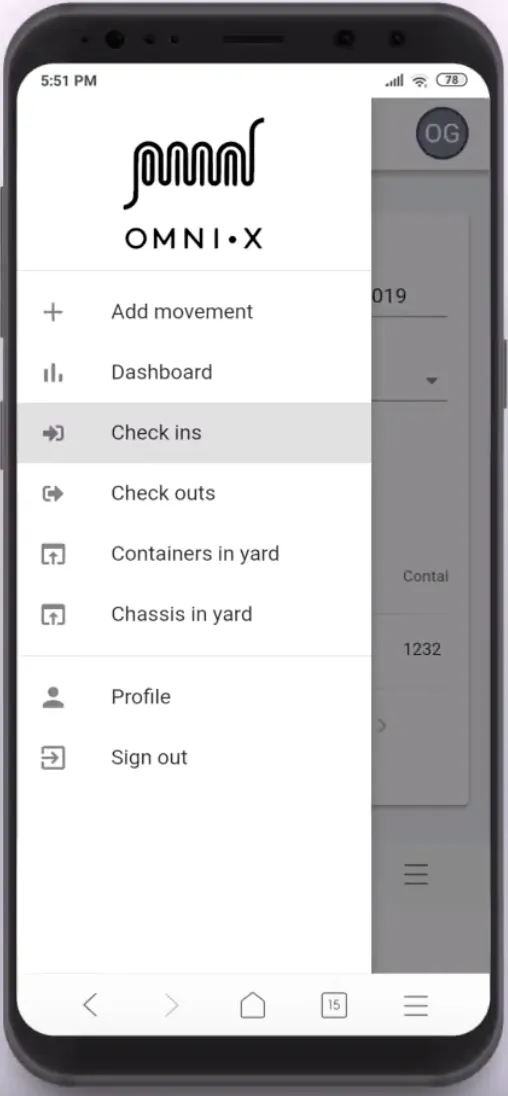 5:51 PM
78
OG
OMNI•X
Add movement
019
Dashboard
Check ins
Check outs
Containers in yard
Contai
Chassis in yard
1232
Profile
Sign out
15